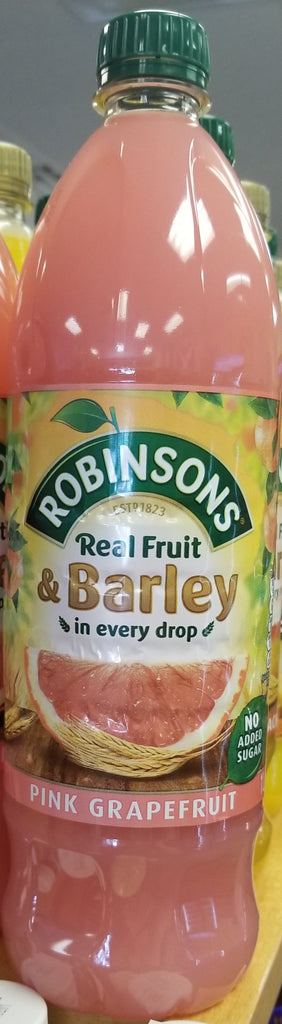 ROBINSONS
ESTD 1823
Real Fruit
& Barley
in every drop
NO
ADDED
SUGAR
PINK GRAPEFRUIT